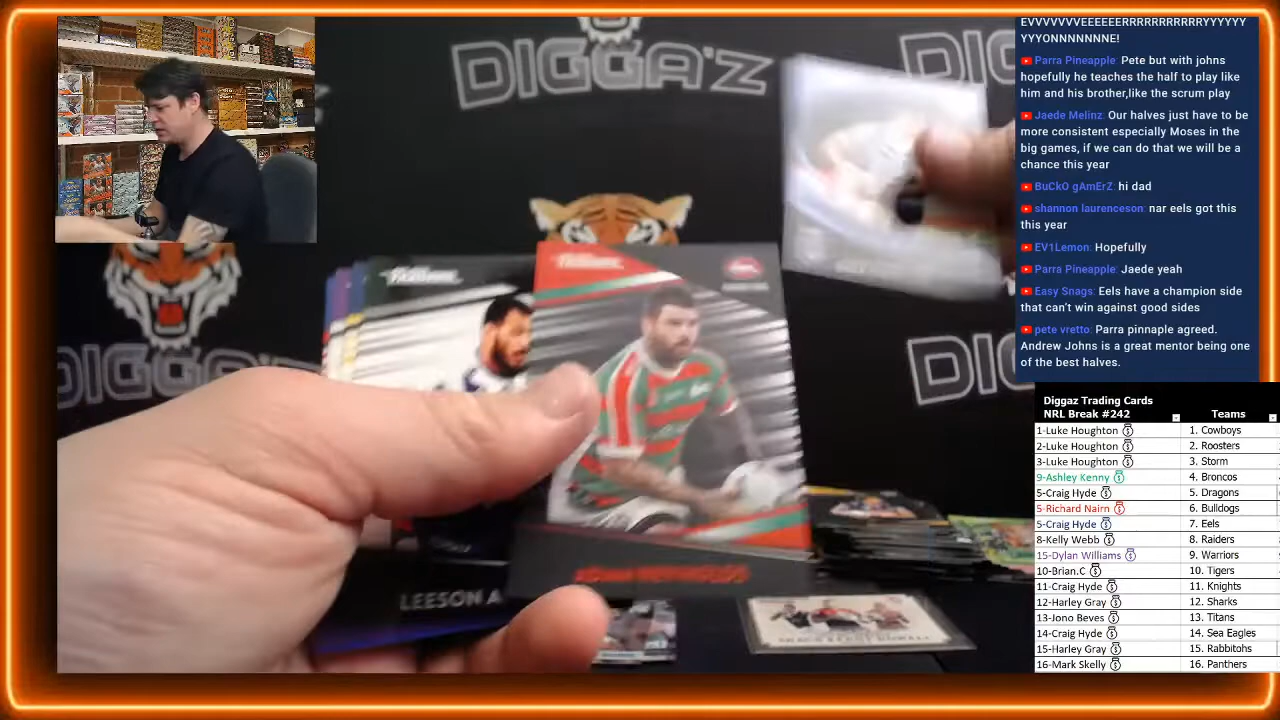 DIGGA'Z
DIG
TRADERS
TRADERS
LEESON A
EVVVVVVVEEEEEERRRRRRRRRRYYYYYY
YYYONNNNNNNE!
Parra Pineapple: Pete but with johns
hopefully he teaches the half to play like
him and his brother,like the scrum play
Jaede Melinz: Our halves just have to be
more consistent especially Moses in the
big games, if we can do that we will be a
chance this year
BuCkO gAmErZ: hi dad
shannon laurenceson: nar eels got this
this year
EV1Lemon: Hopefully
Parra Pineapple: Jaede yeah
Easy Snags: Eels have a champion side
that can't win against good sides
pete vretto: Parra pinnaple agreed.
Andrew Johns is a great mentor being one
of the best halves.
Diggaz Trading Cards
NRL Break #242 Teams
1-Luke Houghton 1. Cowboys
2-Luke Houghton 2. Roosters
3-Luke Houghton 3. Storm
9-Ashley Kenny 4. Broncos
5-Craig Hyde 5. Dragons
5-Richard Nairn 6. Bulldogs
5-Craig Hyde 7. Eels
8-Kelly Webb 8. Raiders
15-Dylan Williams 9. Warriors
10-Brian.C 10. Tigers
11-Craig Hyde 11. Knights
12-Harley Gray 12. Sharks
13-Jono Beves 13. Titans
14-Craig Hyde 14. Sea Eagles
15-Harley Gray 15. Rabbitohs
16-Mark Skelly 16. Panthers